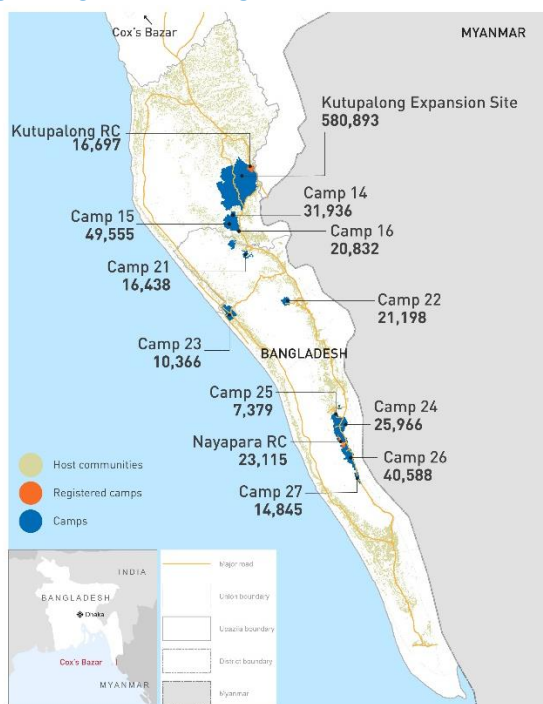 Cox's Bazar
MYANMAR
Kutupalong Expansion Site
580,893
Kutupalong RC
16,697
Camp 14
31,936
Camp 15
49,555
Camp 16
20,832
Camp 21
16,438
Camp 22
21,198
Camp 23
10,366
BANGLADESH
Camp 25
7,379
Camp 24
25,966
Nayapara RC
23,115
Camp 26
40,588
Camp 27
14,845
Host communities
Registered camps
Camps
INDIA
BANGLADESH
Dhaka
Cox's Bazar
MYANMAR
Major road
Union boundary
Upazila boundary
District boundary
Myanmar